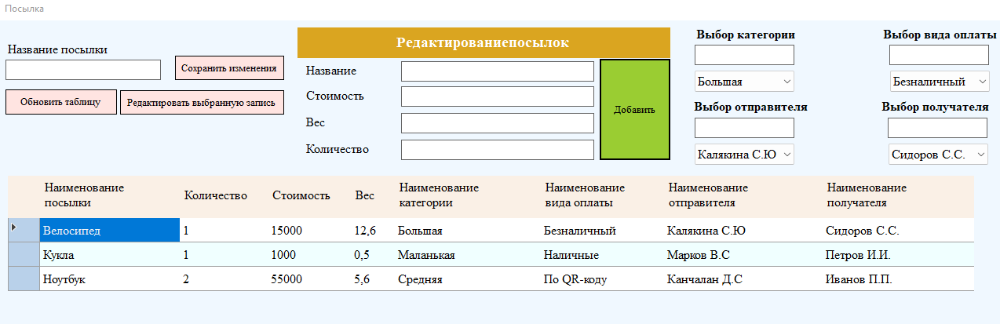 Посылка
Название посылки
Сохранить изменения
Обновить таблицу
Редактировать выбранную запись
Редактированиепосылок
Название
Стоимость
Вес
Количество
Добавить
Выбор категории
Большая
Выбор вида оплаты
Безналичный
Выбор отправителя
Калякина С.Ю
Выбор получателя
Сидоров С.С.
Наименование посылки Количество Стоимость Вес Наименование категории Наименование вида оплаты Наименование отправителя Наименование получателя
Велосипед 1 15000 12,6 Большая Безналичный Калякина С.Ю Сидоров С.С.
Кукла 1 1000 0,5 Маланькая Наличные Марков В.С Петров И.И.
Ноутбук 2 55000 5,6 Средняя По QR-коду Канчалан Д.С Иванов П.П.